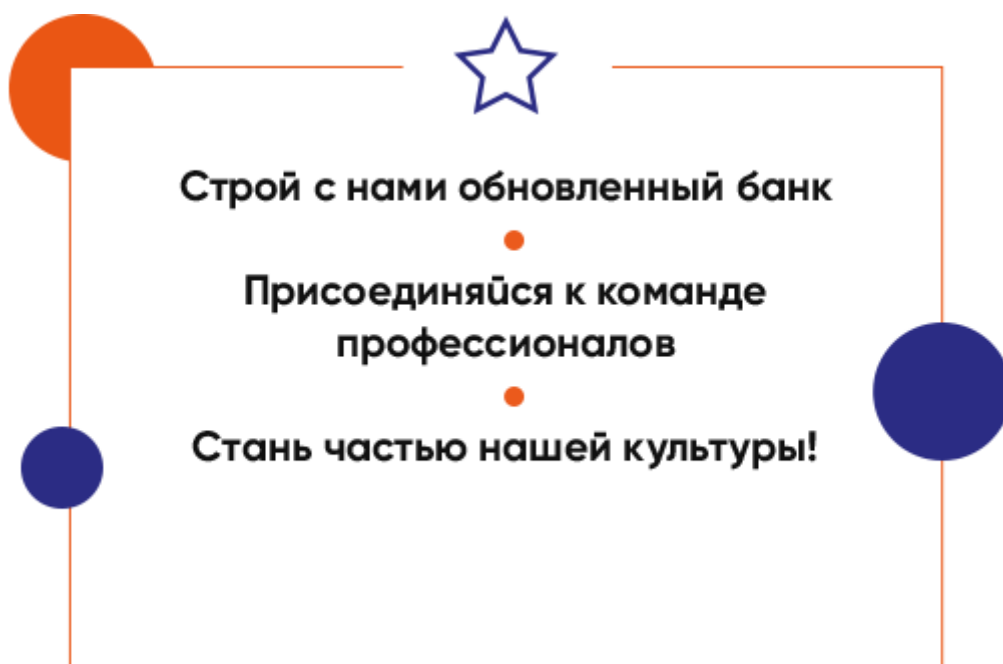 Строй с нами обновленный банк
Присоединяйся к команде
профессионалов
Стань частью нашей культуры!